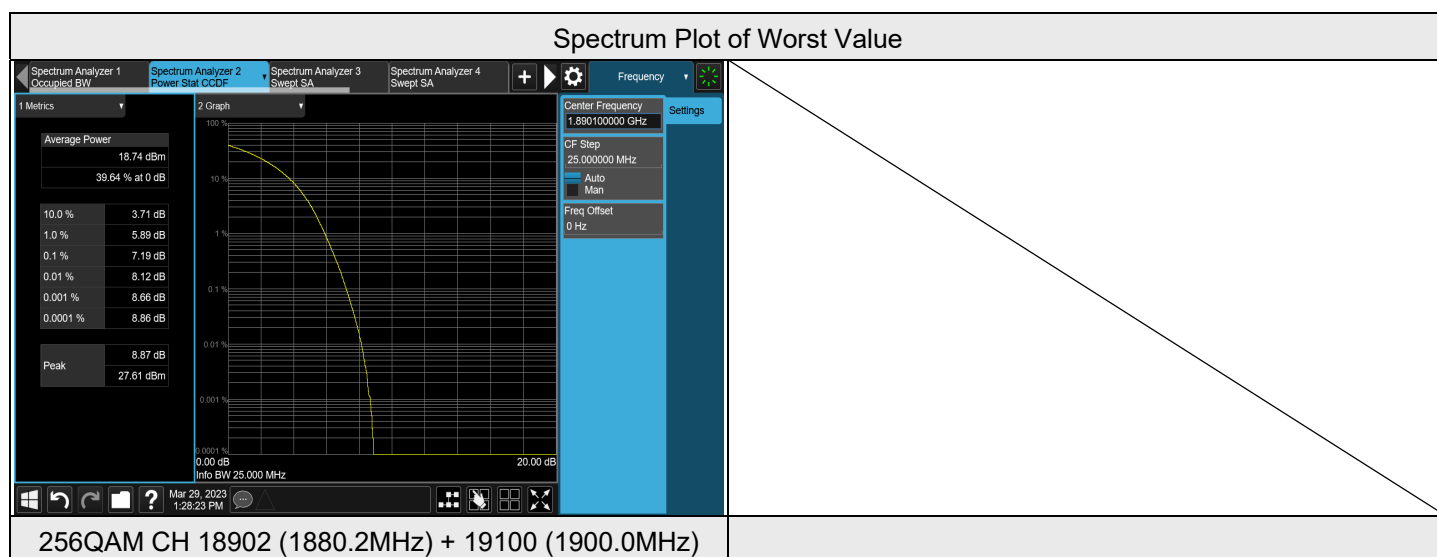 Spectrum Plot of Worst Value
Spectrum Analyzer 1
Occupied BW
Spectrum Analyzer 2
Power Stat CCDF
Spectrum Analyzer 3
Swept SA
Spectrum Analyzer 4
Swept SA
Frequency
1 Metrics
Average Power
18.74 dBm
39.64 % at 0 dB
10.0 % 3.71 dB
1.0 % 5.89 dB
0.1 % 7.19 dB
0.01 % 8.12 dB
0.001 % 8.66 dB
0.0001 % 8.86 dB
Peak
8.87 dB
27.61 dBm
2 Graph
100 %
10 %
1 %
0.1 %
0.01 %
0.001 %
0.0001 %
0.00 dB 20.00 dB
Info BW 25.000 MHz
Center Frequency
1.890100000 GHz
CF Step
25.000000 MHz
Auto
Man
Freq Offset
0 Hz
Settings
Mar 29, 2023
1:28:23 PM
256QAM CH 18902 (1880.2MHz) + 19100 (1900.0MHz)